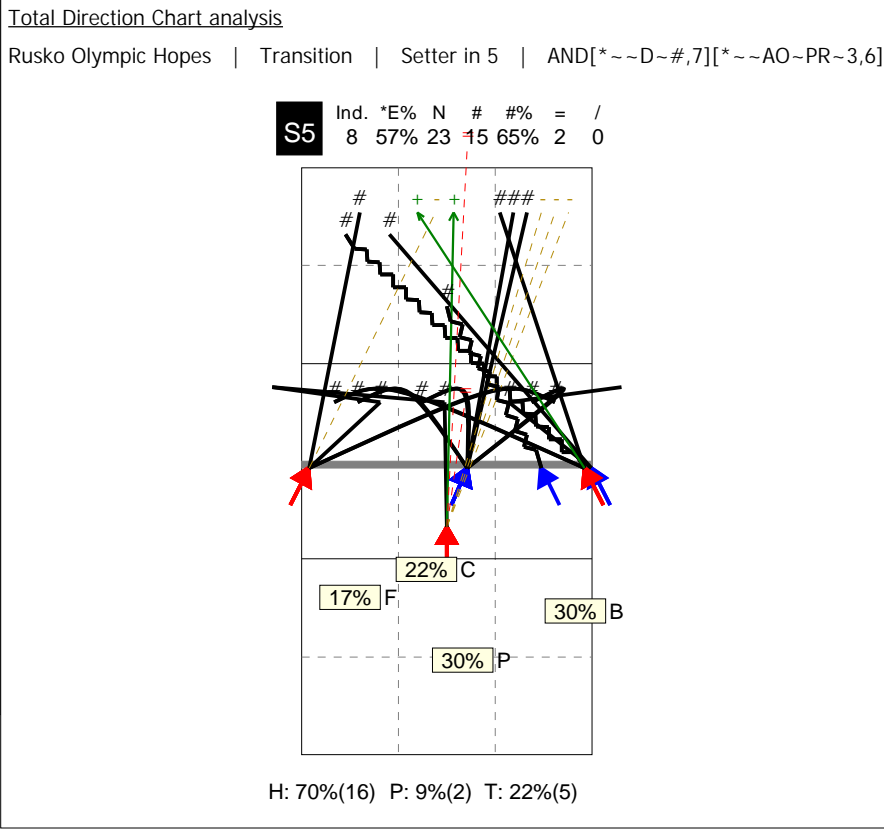 Total Direction Chart analysis
Rusko Olympic Hopes | Transition | Setter in 5 | AND[*~~D~#,7][*~~AO~PR~3,6]
Ind. *E% N # #% = /
S5 8 57% 23 15 65% 2 0
=
# + - + ### - - -
# #
#
# # # # # = # # #
22% C
17% F
30% B
30% P
H: 70%(16) P: 9%(2) T: 22%(5)